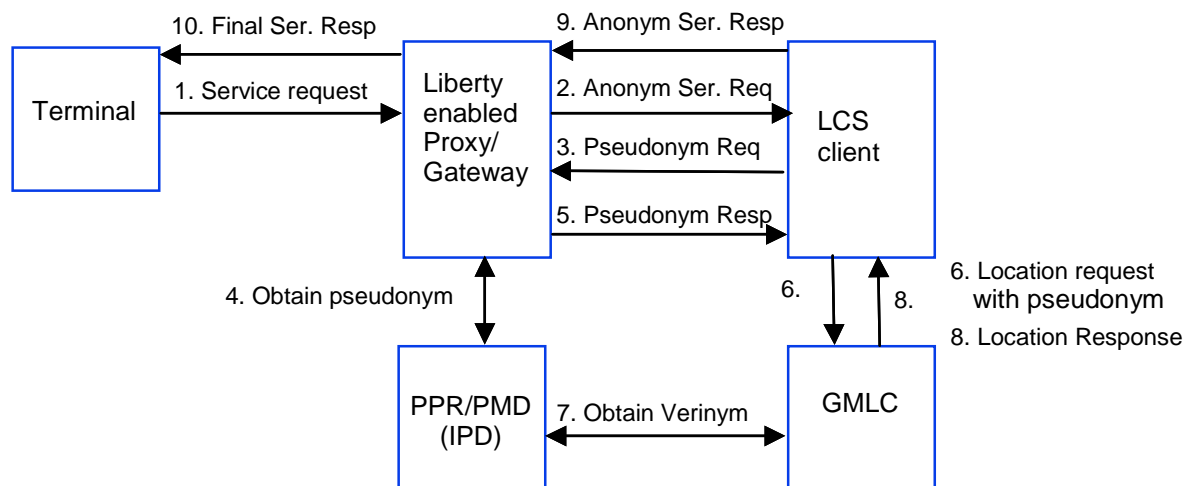 10. Final Ser. Resp
9. Anonym Ser. Resp
Terminal
1. Service request
Liberty
enabled
Proxy/
Gateway
2. Anonym Ser. Req
3. Pseudonym Req
5. Pseudonym Resp
LCS
client
4. Obtain pseudonym
6.
8.
6. Location request
with pseudonym
8. Location Response
PPR/PMD
(IPD)
7. Obtain Verinym
GMLC